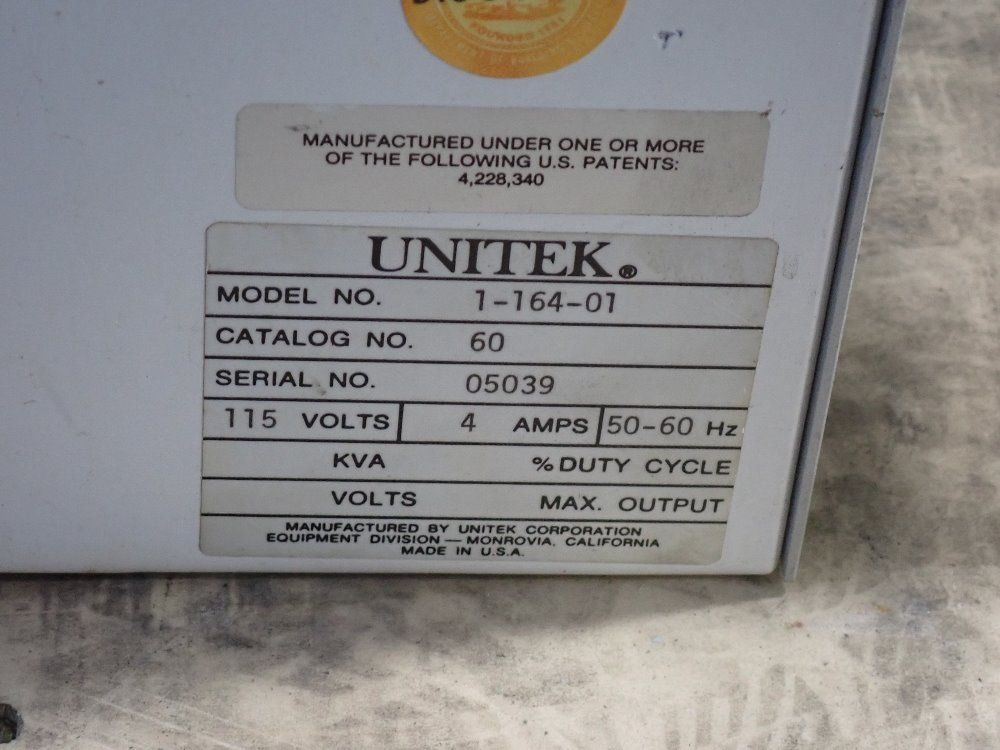 FOUNDED
MANUFACTURED UNDER ONE OR MORE
OF THE FOLLOWING U.S. PATENTS:
4,228,340
UNITEK®
MODEL NO. 1-164-01
CATALOG NO. 60
SERIAL NO. 05039
115 VOLTS 4 AMPS 50-60 Hz
KVA % DUTY CYCLE
VOLTS MAX. OUTPUT
MANUFACTURED BY UNITEK CORPORATION
EQUIPMENT DIVISION — MONROVIA, CALIFORNIA
MADE IN U.S.A.